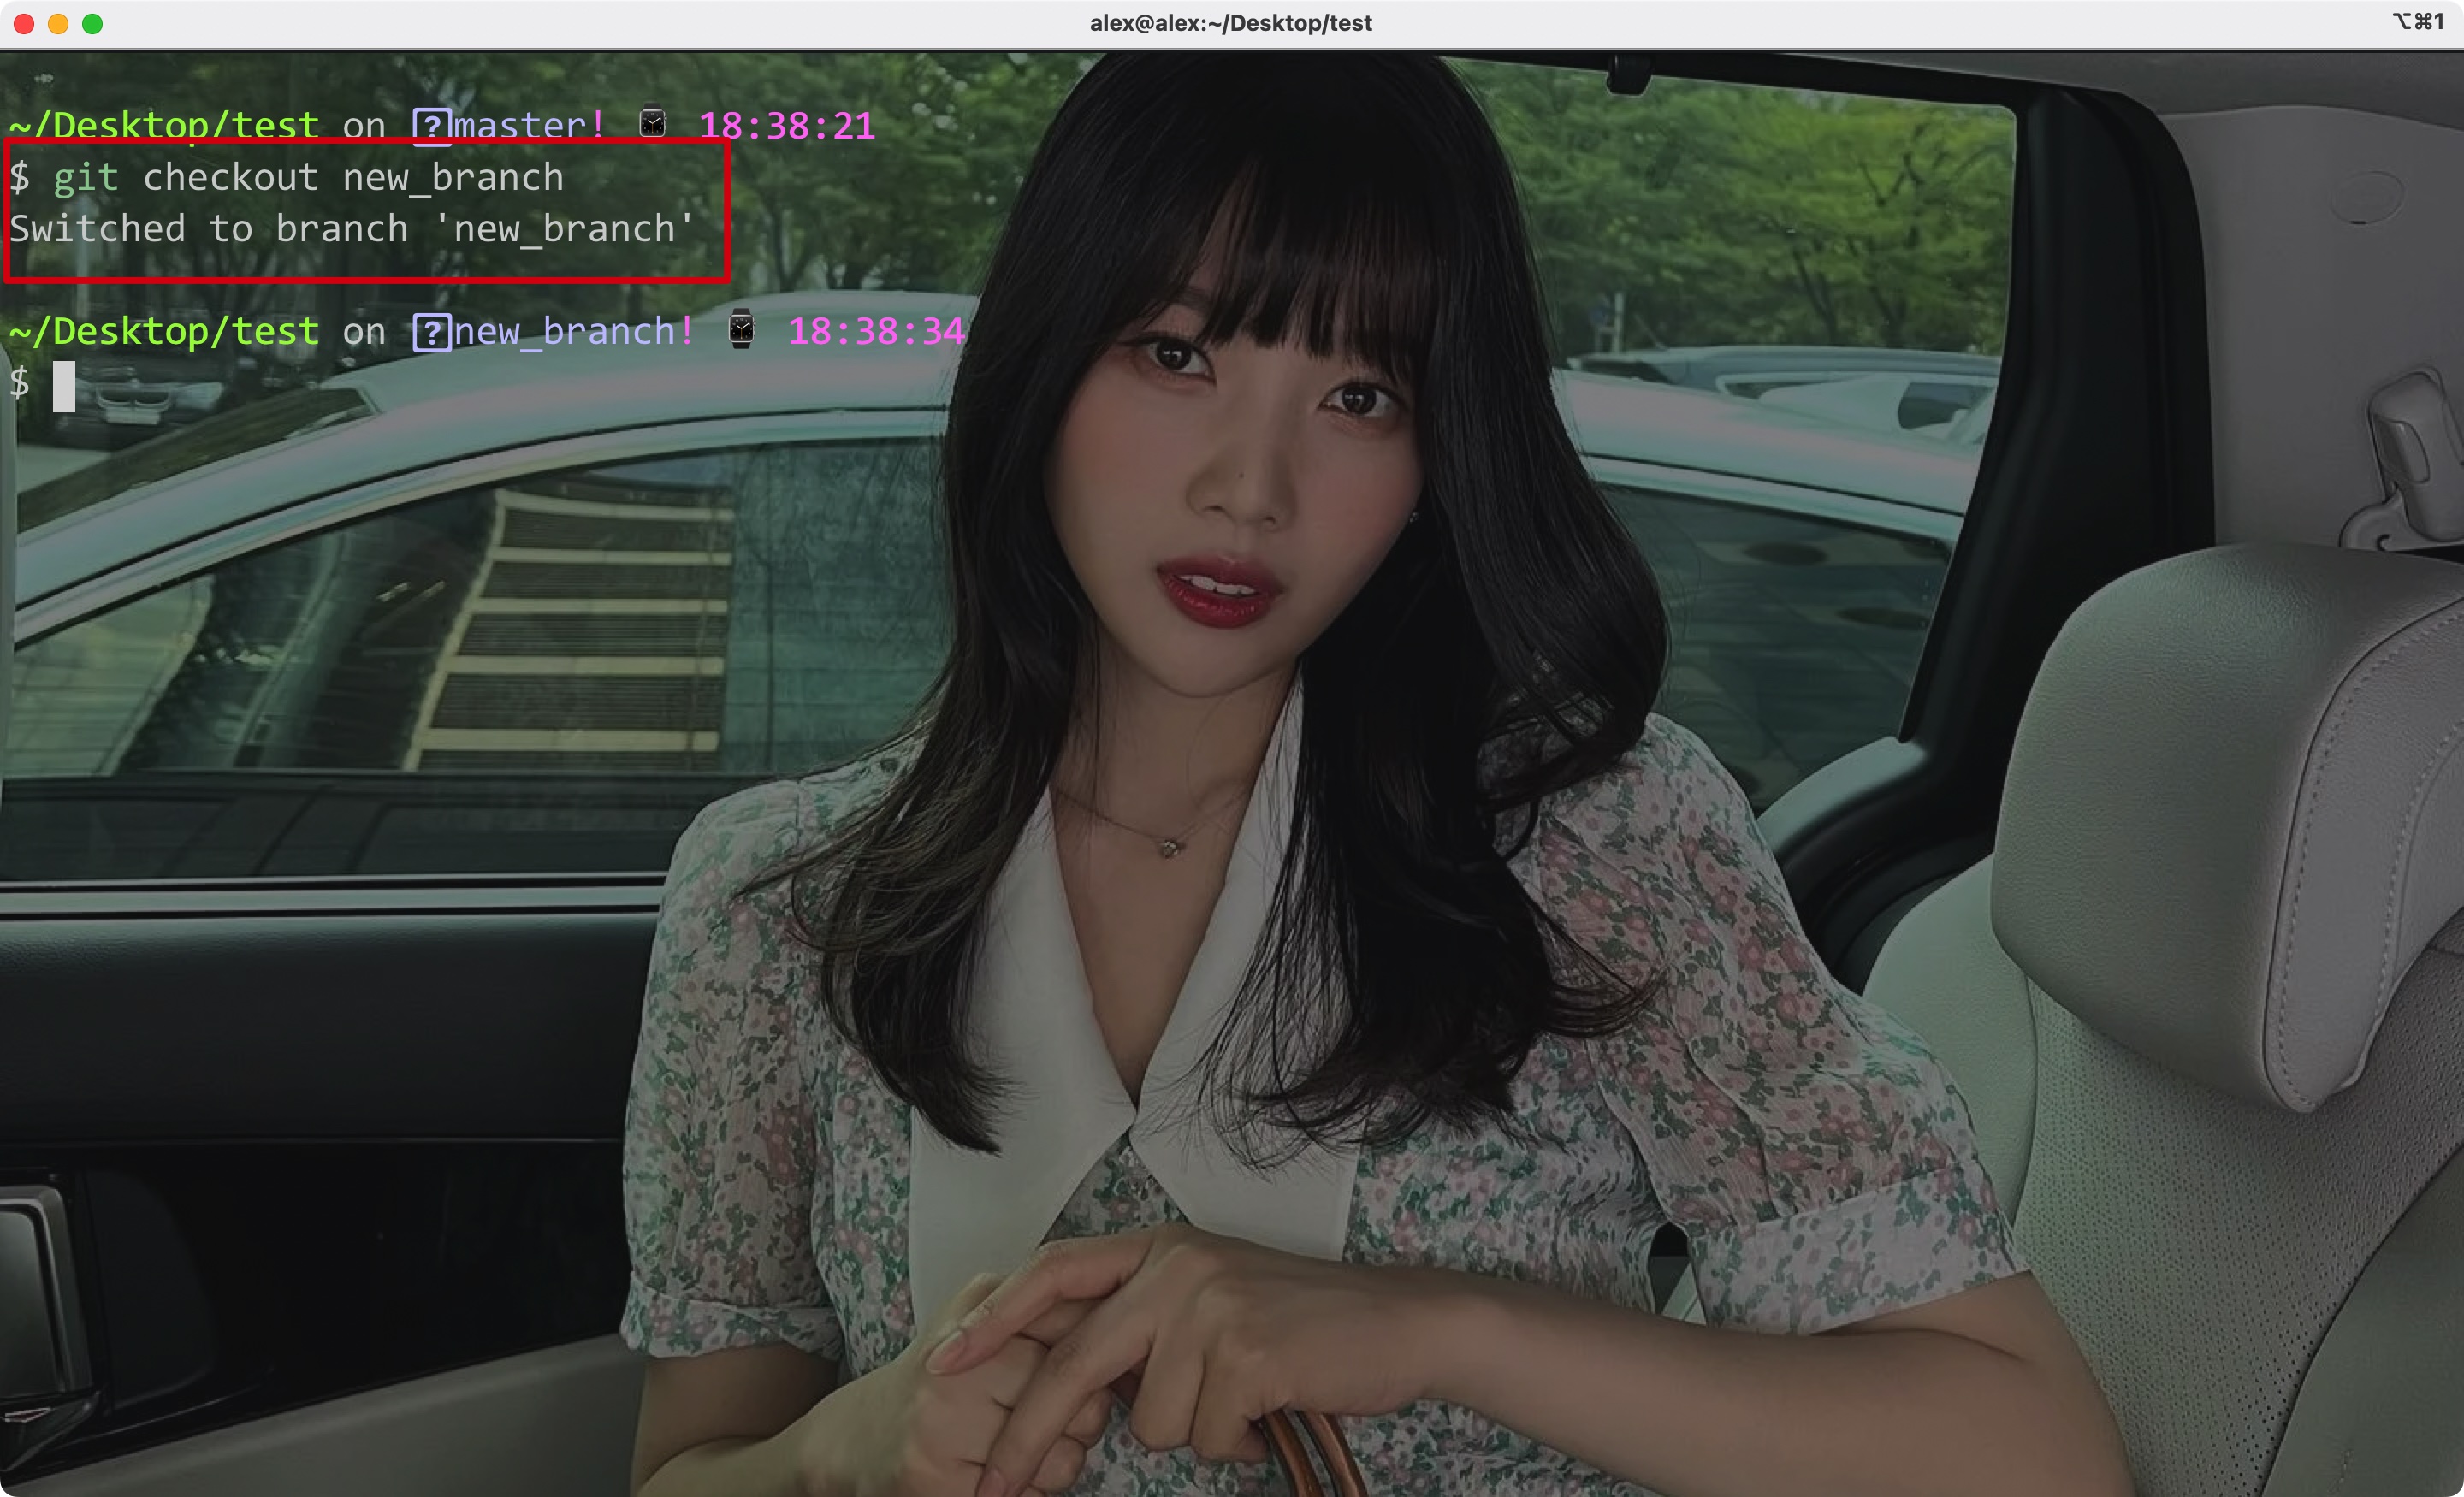 alex@alex:~/Desktop/test
⌥⌘1
~/Desktop/test on ?master! 18:38:21
$ git checkout new_branch
Switched to branch 'new_branch'
~/Desktop/test on ?new_branch! 18:38:34
$